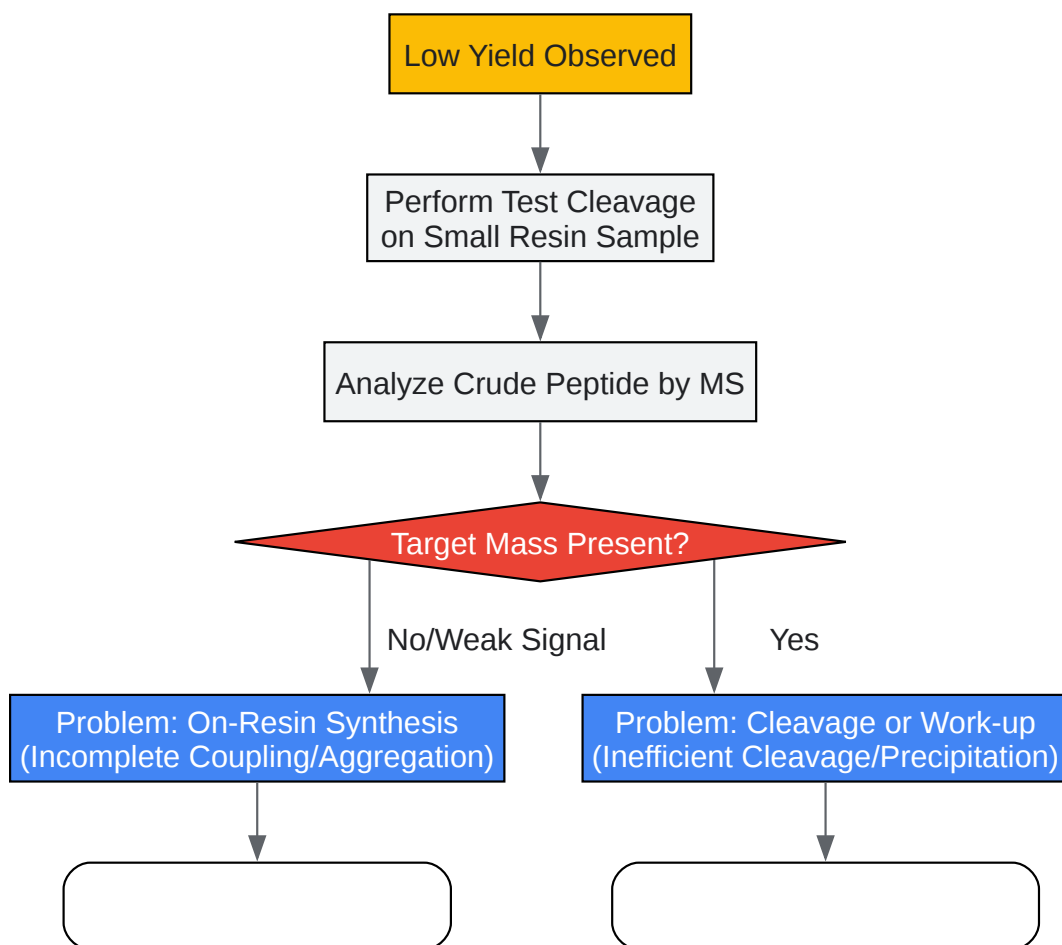 Low Yield Observed
Perform Test Cleavage
on Small Resin Sample
Analyze Crude Peptide by MS
Target Mass Present?
No/Weak Signal
Yes
Problem: On-Resin Synthesis
(Incomplete Coupling/Aggregation)
Problem: Cleavage or Work-up
(Inefficient Cleavage/Precipitation)